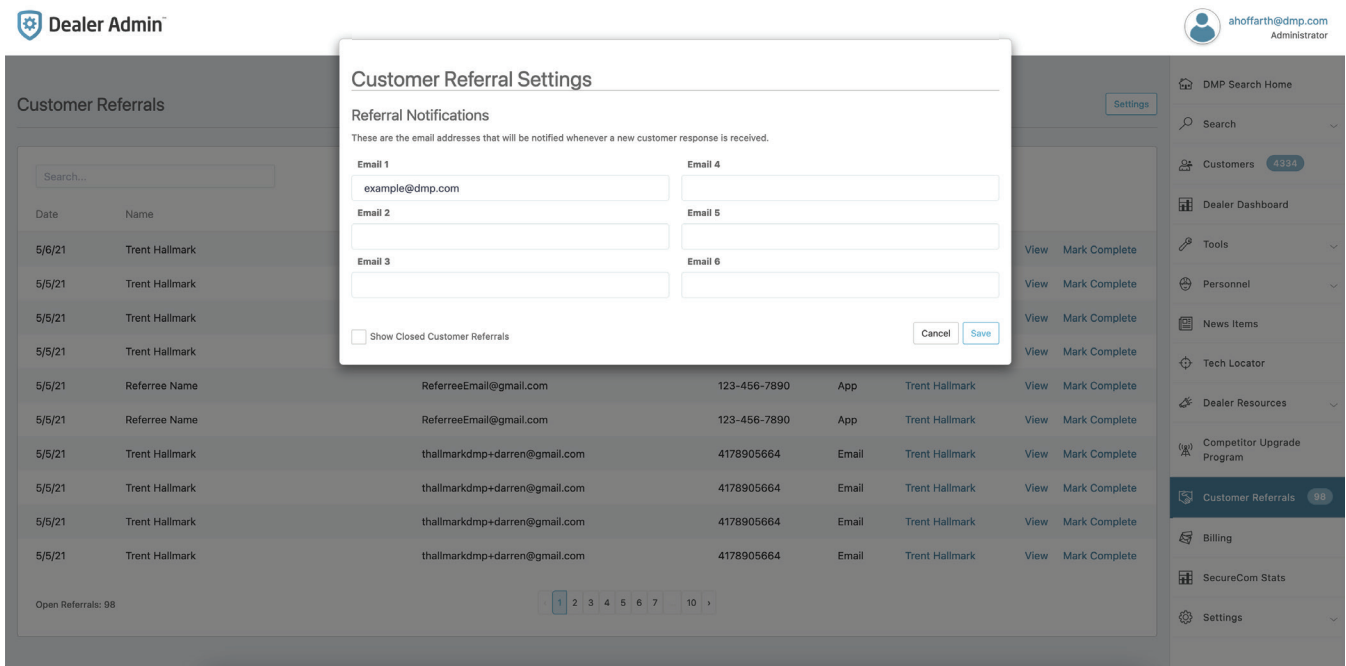 Dealer Admin™
ahoffarth@dmp.com
Administrator
Customer Referrals
Settings
Customer Referral Settings
Referral Notifications
These are the email addresses that will be notified whenever a new customer response is received.
Email 1
Email 4
example@dmp.com
Email 2
Email 5
Email 3
Email 6
Show Closed Customer Referrals
Cancel
Save
Search...
Date Name
5/6/21 Trent Hallmark View Mark Complete
5/5/21 Trent Hallmark View Mark Complete
5/5/21 Trent Hallmark View Mark Complete
5/5/21 Trent Hallmark View Mark Complete
5/5/21 Referree Name ReferreeEmail@gmail.com 123-456-7890 App Trent Hallmark View Mark Complete
5/5/21 Referree Name ReferreeEmail@gmail.com 123-456-7890 App Trent Hallmark View Mark Complete
5/5/21 Trent Hallmark thallmarkdmp+darren@gmail.com 4178905664 Email Trent Hallmark View Mark Complete
5/5/21 Trent Hallmark thallmarkdmp+darren@gmail.com 4178905664 Email Trent Hallmark View Mark Complete
5/5/21 Trent Hallmark thallmarkdmp+darren@gmail.com 4178905664 Email Trent Hallmark View Mark Complete
5/5/21 Trent Hallmark thallmarkdmp+darren@gmail.com 4178905664 Email Trent Hallmark View Mark Complete
Open Referrals: 98
‹ 1 2 3 4 5 6 7 10 ›
DMP Search Home
Search
Customers 4334
Dealer Dashboard
Tools
Personnel
News Items
Tech Locator
Dealer Resources
Competitor Upgrade
Program
Customer Referrals 98
Billing
SecureCom Stats
Settings